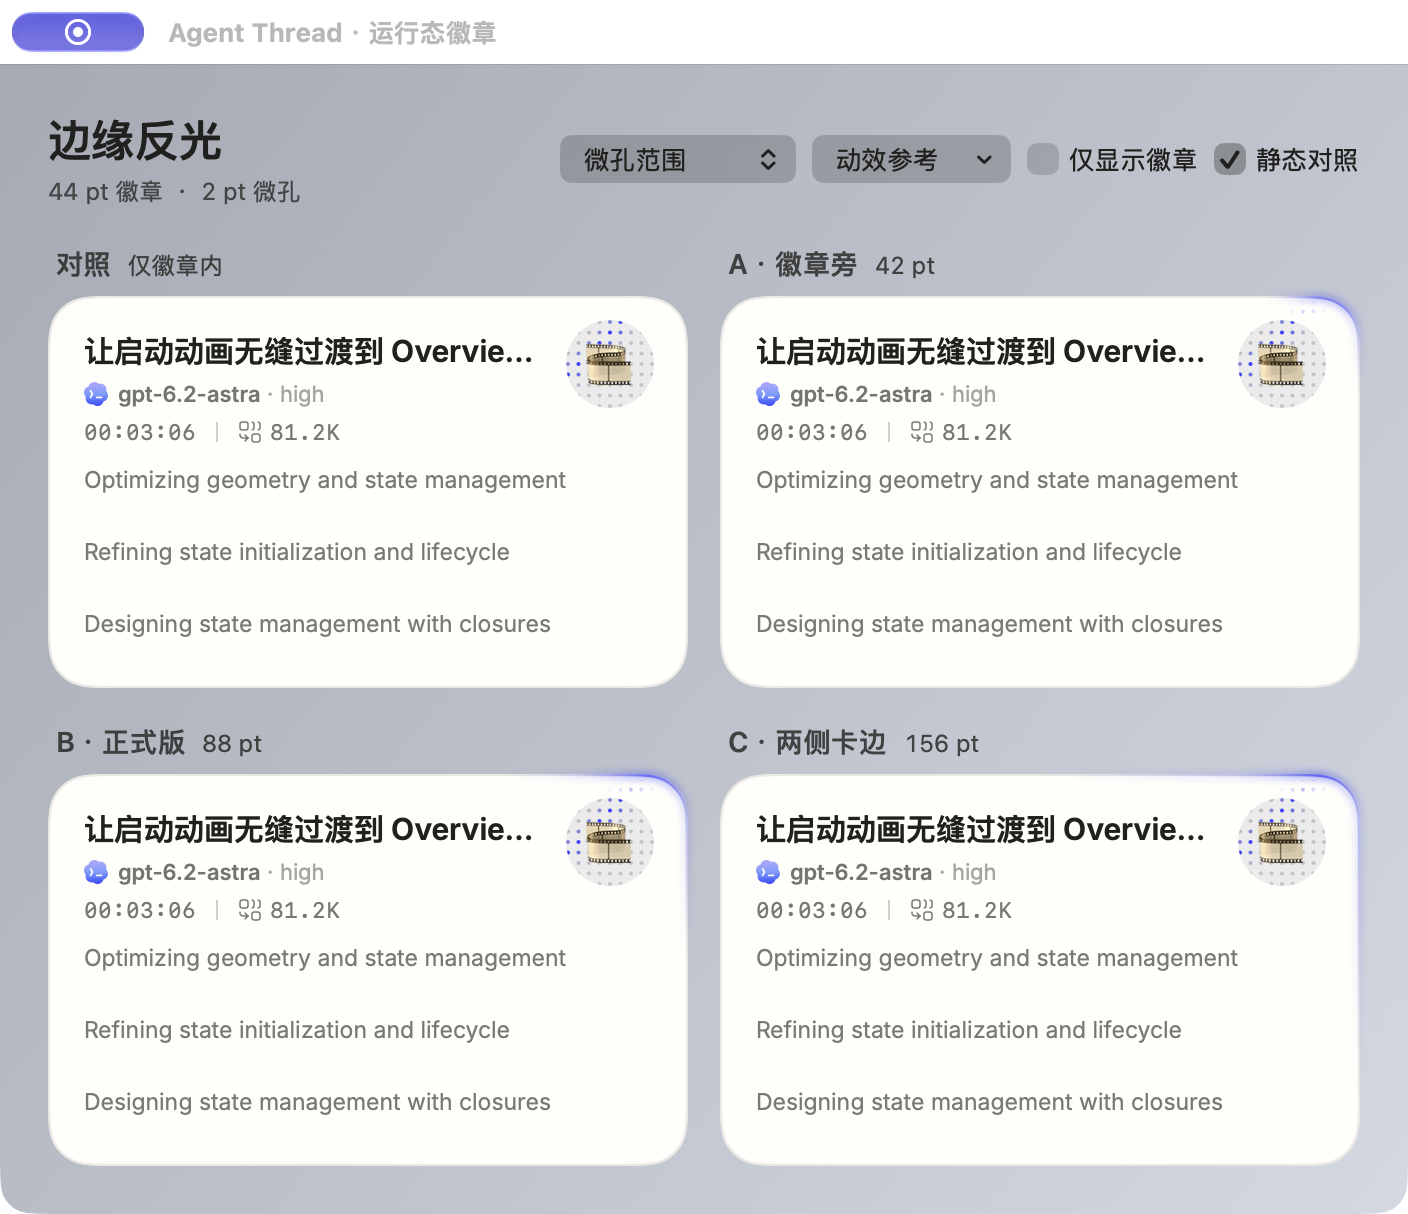 Agent Thread · 运行态徽章
边缘反光
44 pt 徽章 · 2 pt 微孔
微孔范围
动效参考
仅显示徽章
静态对照
对照 仅徽章内
让启动动画无缝过渡到 Overvie...
gpt-6.2-astra · high
00:03:06 | 81.2K
Optimizing geometry and state management
Refining state initialization and lifecycle
Designing state management with closures
A · 徽章旁 42 pt
让启动动画无缝过渡到 Overvie...
gpt-6.2-astra · high
00:03:06 | 81.2K
Optimizing geometry and state management
Refining state initialization and lifecycle
Designing state management with closures
B · 正式版 88 pt
让启动动画无缝过渡到 Overvie...
gpt-6.2-astra · high
00:03:06 | 81.2K
Optimizing geometry and state management
Refining state initialization and lifecycle
Designing state management with closures
C · 两侧卡边 156 pt
让启动动画无缝过渡到 Overvie...
gpt-6.2-astra · high
00:03:06 | 81.2K
Optimizing geometry and state management
Refining state initialization and lifecycle
Designing state management with closures